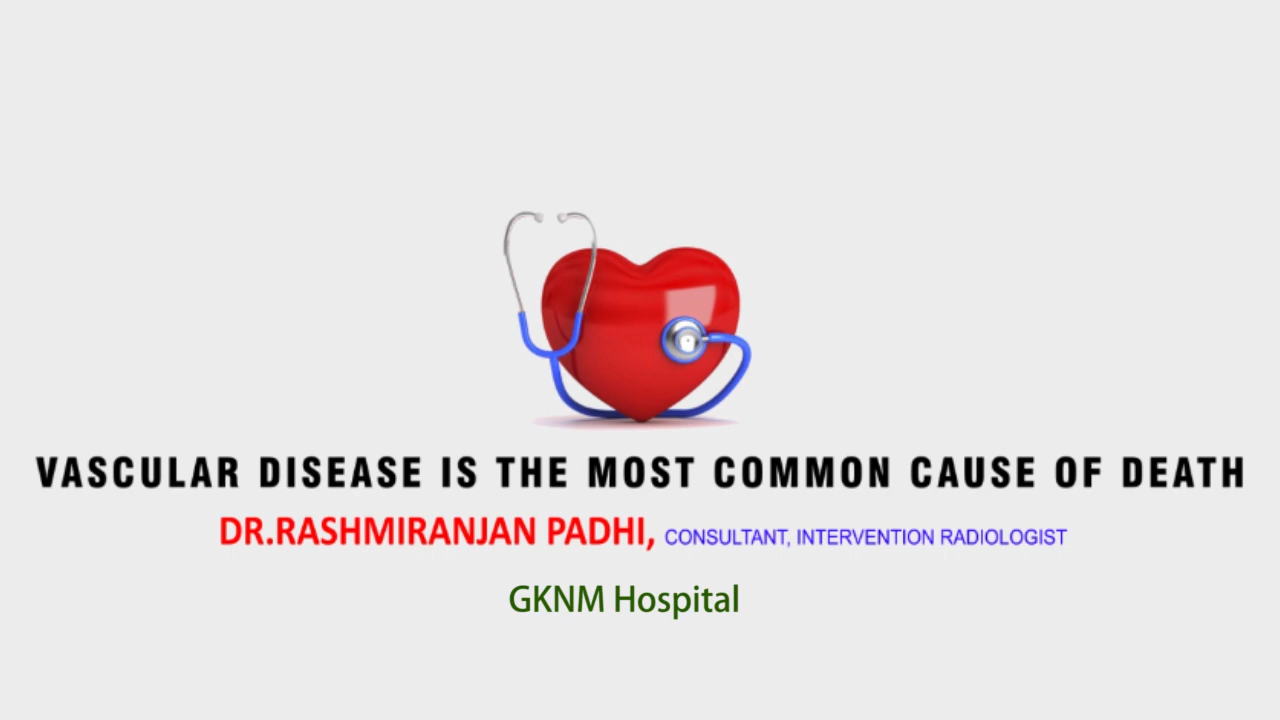 VASCULAR DISEASE IS THE MOST COMMON CAUSE OF DEATH
DR.RASHMIRANJAN PADHI, CONSULTANT, INTERVENTION RADIOLOGIST
GKNM Hospital